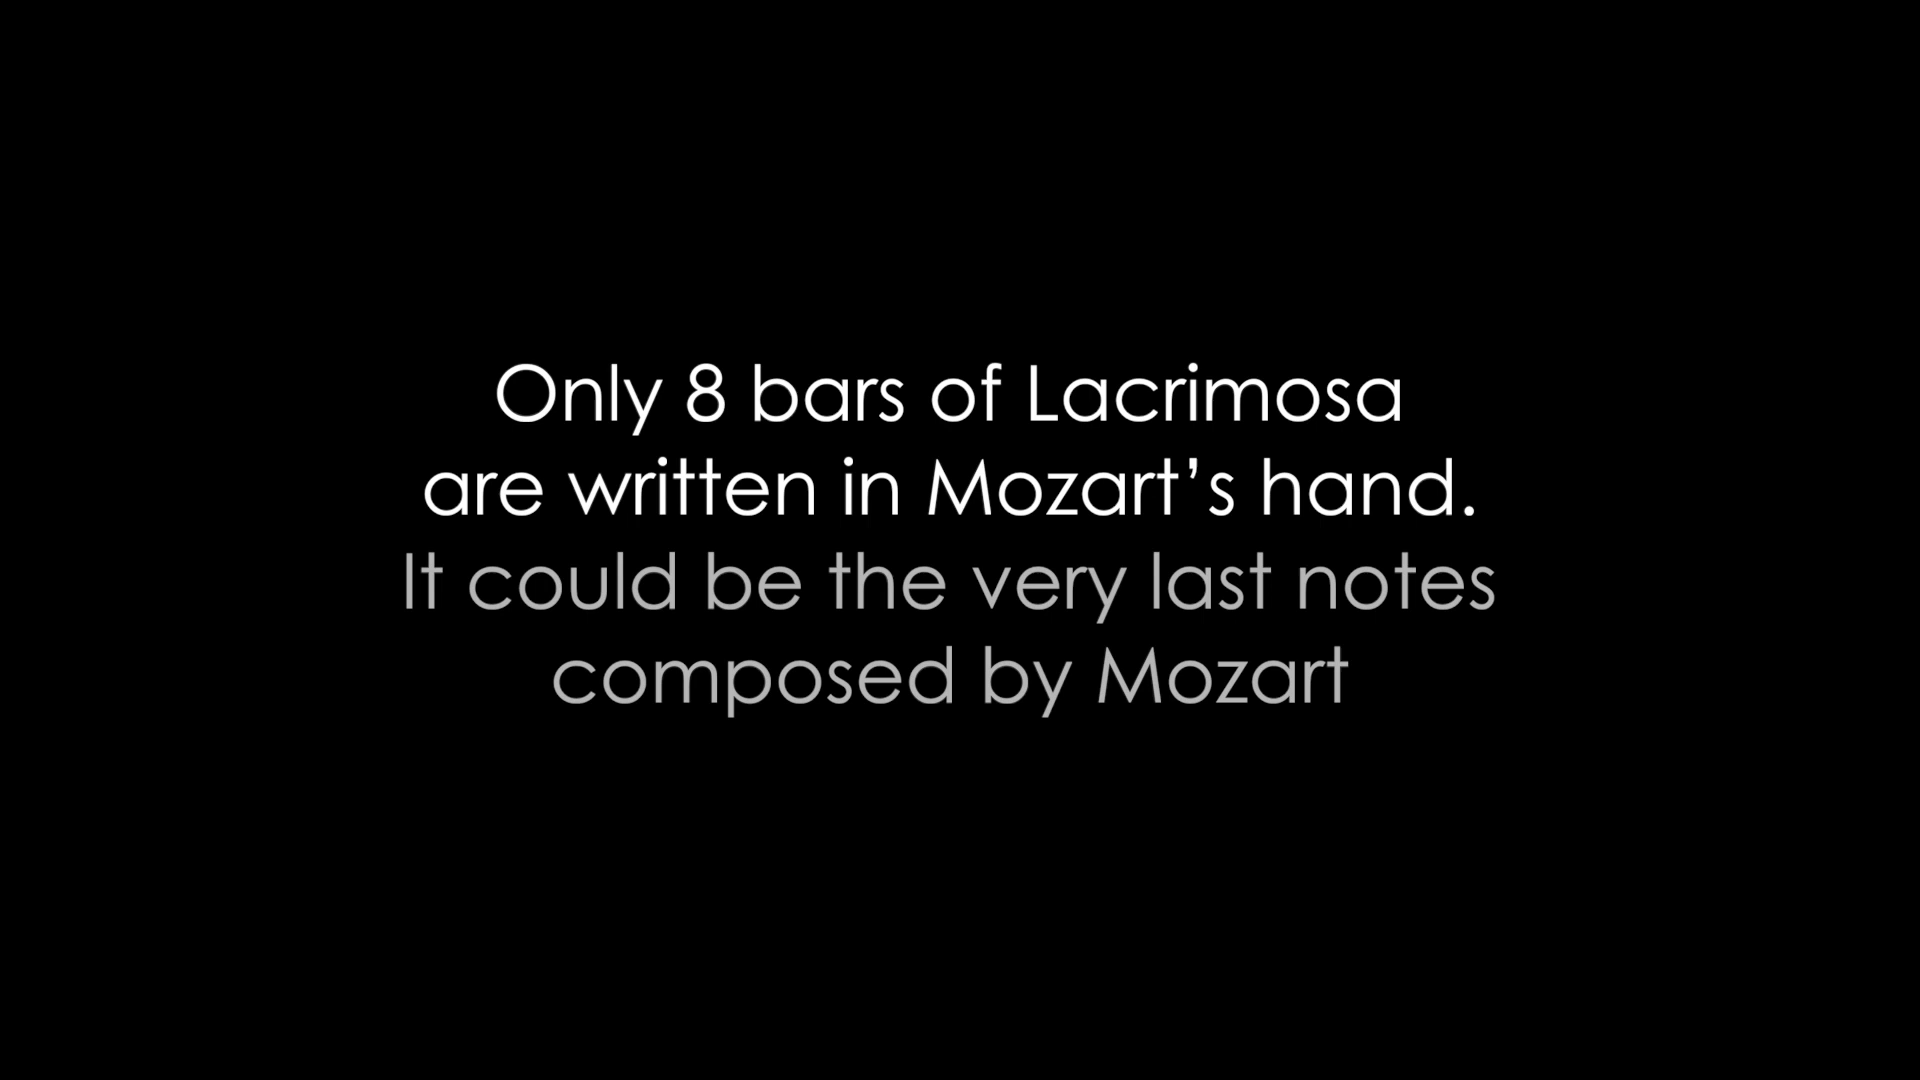 Only 8 bars of Lacrimosa
are written in Mozart’s hand.
It could be the very last notes
composed by Mozart